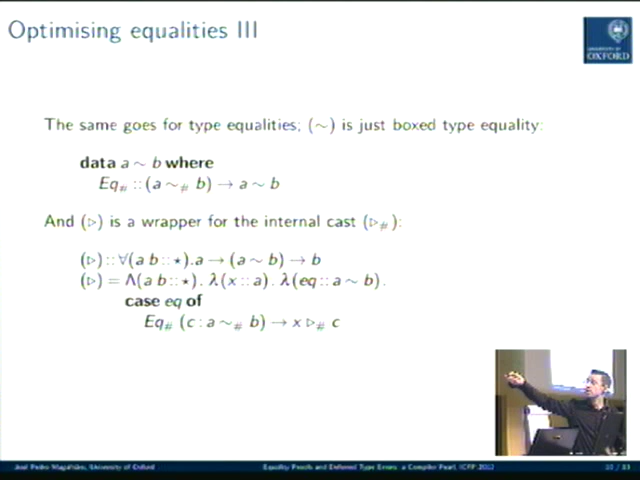 Optimising equalities III
UNIVERSITY OF
OXFORD
The same goes for type equalities; (∼) is just boxed type equality:
data a ∼ b where
Eq# :: (a ∼# b) → a ∼ b
And (▷) is a wrapper for the internal cast (▷#):
(▷) :: ∀(a b :: ⋆). a → (a ∼ b) → b
(▷) = Λ(a b :: ⋆). λ(x :: a). λ(eq :: a ∼ b).
case eq of
Eq# (c : a ∼# b) → x ▷# c
José Pedro Magalhães, University of Oxford
Equality Proofs and Deferred Type Errors: a Compiler Pearl, ICFP 2012